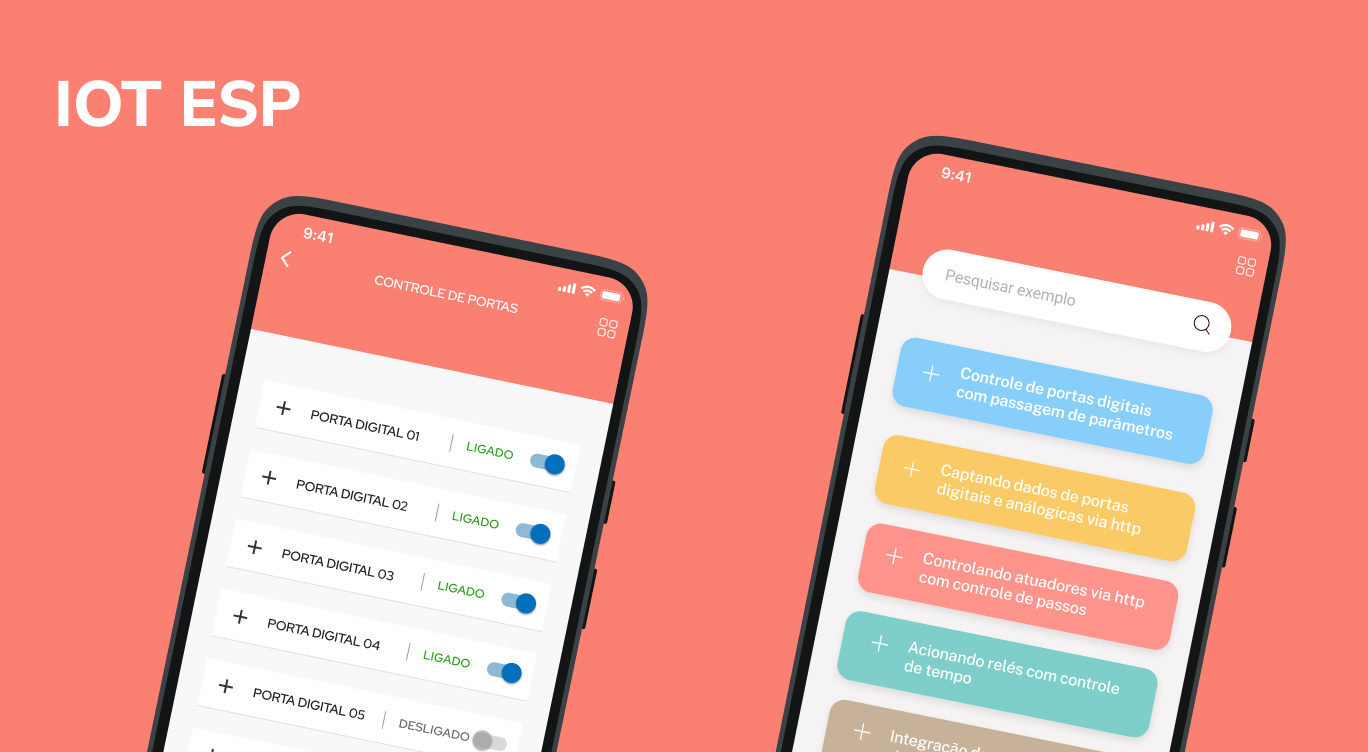 IOT ESP
9:41
CONTROLE DE PORTAS
PORTA DIGITAL 01
LIGADO
PORTA DIGITAL 02
LIGADO
PORTA DIGITAL 03
LIGADO
PORTA DIGITAL 04
LIGADO
PORTA DIGITAL 05
DESLIGADO
9:41
Pesquisar exemplo
Controle de portas digitais
com passagem de parâmetros
Captando dados de portas
digitais e análogicas via http
Controlando atuadores via http
com controle de passos
Acionando relés com controle
de tempo
Integração